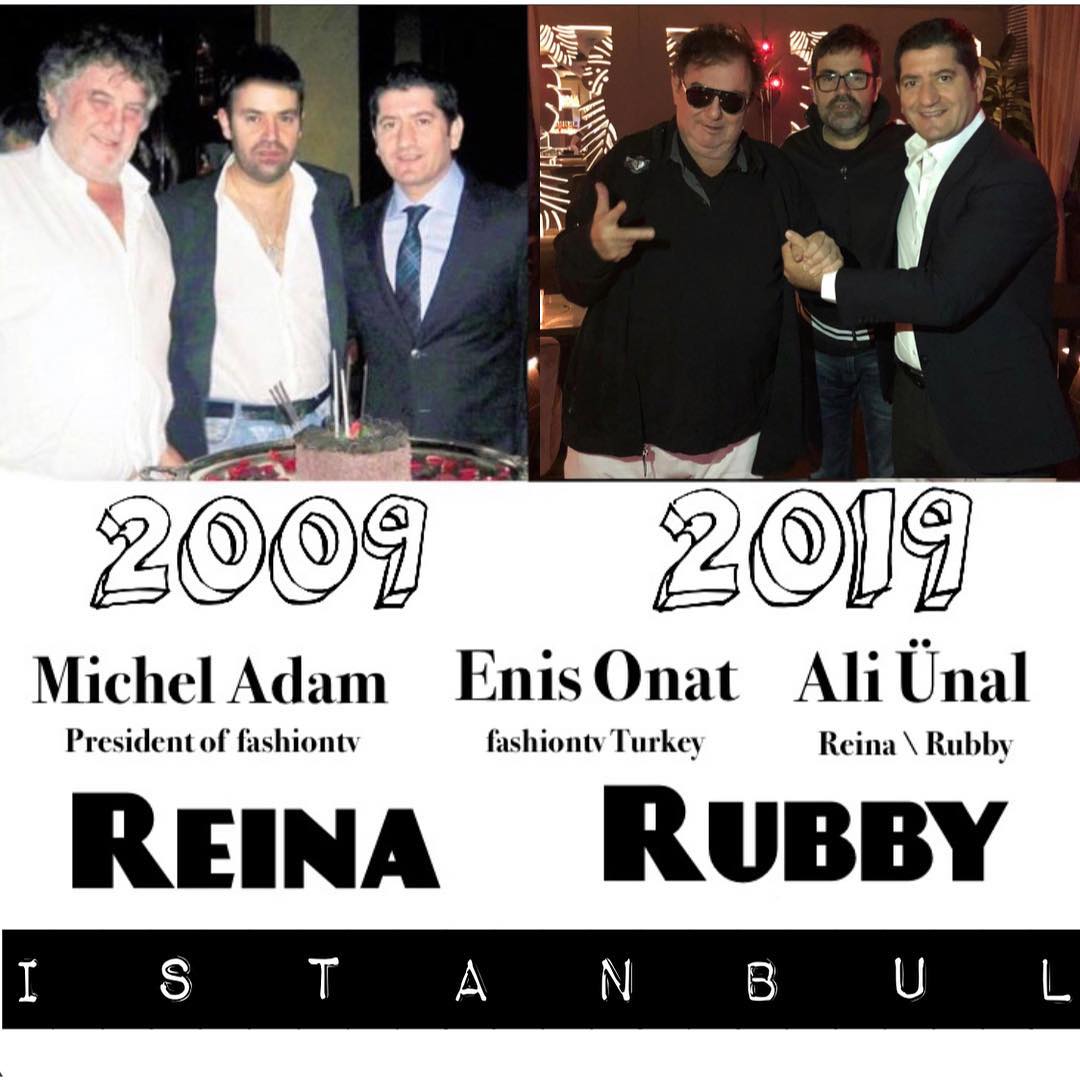 2009 2019
Michel Adam Enis Onat Ali Ünal
President of fashiontv fashiontv Turkey Reina \ Rubby
REINA RUBBY
ISTANBUL